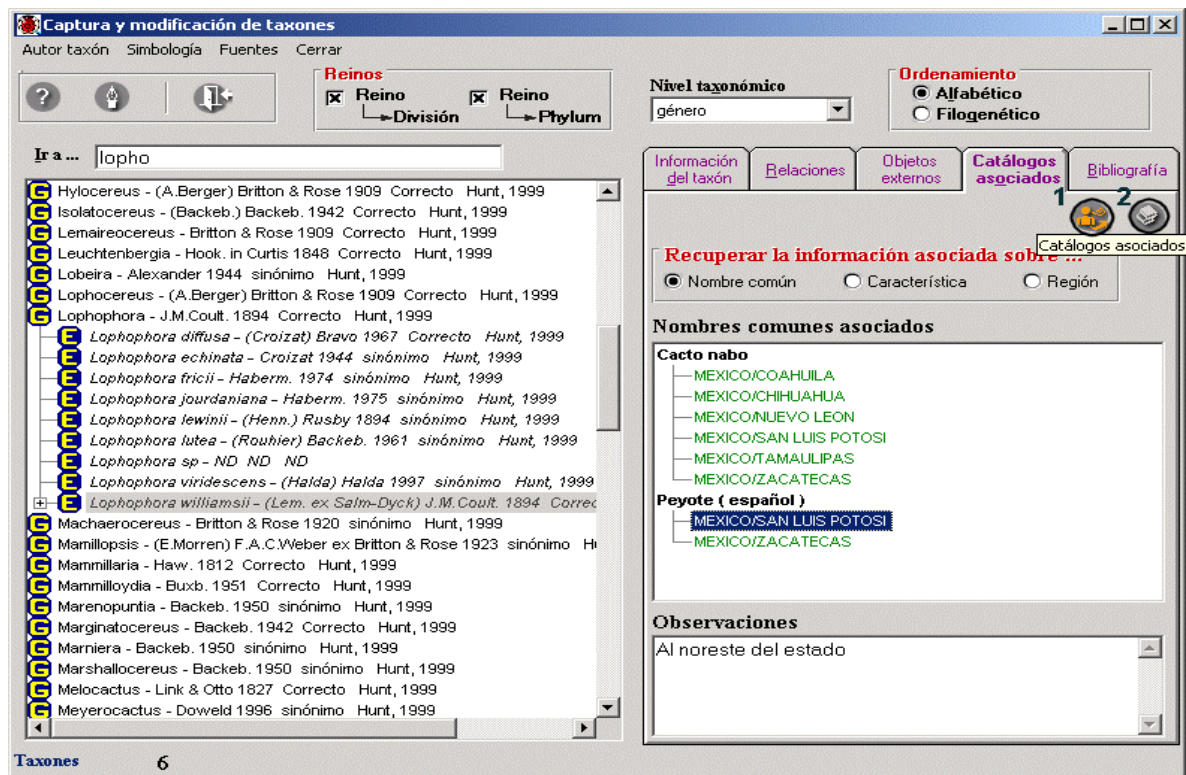 Captura y modificación de taxones
Autor taxón Simbología Fuentes Cerrar
Reinos
Reino
División
Reino
Phylum
Nivel taxonómico
género
Ordenamiento
Alfabético
Filogenético
Ir a ... lopho
Hylocereus - (A.Berger) Britton & Rose 1909 Correcto Hunt, 1999
Isolatocereus - (Backeb.) Backeb. 1942 Correcto Hunt, 1999
Lemaireocereus - Britton & Rose 1909 Correcto Hunt, 1999
Leuchtenbergia - Hook. in Curtis 1848 Correcto Hunt, 1999
Lobeira - Alexander 1944 sinónimo Hunt, 1999
Lophocereus - (A.Berger) Britton & Rose 1909 Correcto Hunt, 1999
Lophophora - J.M.Coult. 1894 Correcto Hunt, 1999
Lophophora diffusa - (Croizat) Bravo 1967 Correcto Hunt, 1999
Lophophora echinata - Croizat 1944 sinónimo Hunt, 1999
Lophophora fricii - Haberm. 1974 sinónimo Hunt, 1999
Lophophora jourdaniana - Haberm. 1975 sinónimo Hunt, 1999
Lophophora lewinii - (Henn.) Rusby 1894 sinónimo Hunt, 1999
Lophophora lutea - (Rouhier) Backeb. 1961 sinónimo Hunt, 1999
Lophophora sp - ND ND ND
Lophophora viridescens - (Halda) Halda 1997 sinónimo Hunt, 1999
Lophophora williamsii - (Lem. ex Salm-Dyck) J.M.Coult. 1894 Correc
Machaerocereus - Britton & Rose 1920 sinónimo Hunt, 1999
Mamillopsis - (E.Morren) F.A.C.Weber ex Britton & Rose 1923 sinónimo Hu
Mammillaria - Haw. 1812 Correcto Hunt, 1999
Mammilloydia - Buxb. 1951 Correcto Hunt, 1999
Marenopuntia - Backeb. 1950 sinónimo Hunt, 1999
Marginatocereus - Backeb. 1942 Correcto Hunt, 1999
Marniera - Backeb. 1950 sinónimo Hunt, 1999
Marshallocereus - Backeb. 1950 sinónimo Hunt, 1999
Melocactus - Link & Otto 1827 Correcto Hunt, 1999
Meyerocactus - Doweld 1996 sinónimo Hunt, 1999
Taxones 6
Información del taxón
Relaciones
Objetos externos
Catálogos asociados
Bibliografía
1 2
Catálogos asociados
Recuperar la información asociada sobre ...
Nombre común Característica Región
Nombres comunes asociados
Cacto nabo
MEXICO/COAHUILA
MEXICO/CHIHUAHUA
MEXICO/NUEVO LEON
MEXICO/SAN LUIS POTOSI
MEXICO/TAMAULIPAS
MEXICO/ZACATECAS
Peyote ( español )
MEXICO/SAN LUIS POTOSI
MEXICO/ZACATECAS
Observaciones
Al noreste del estado